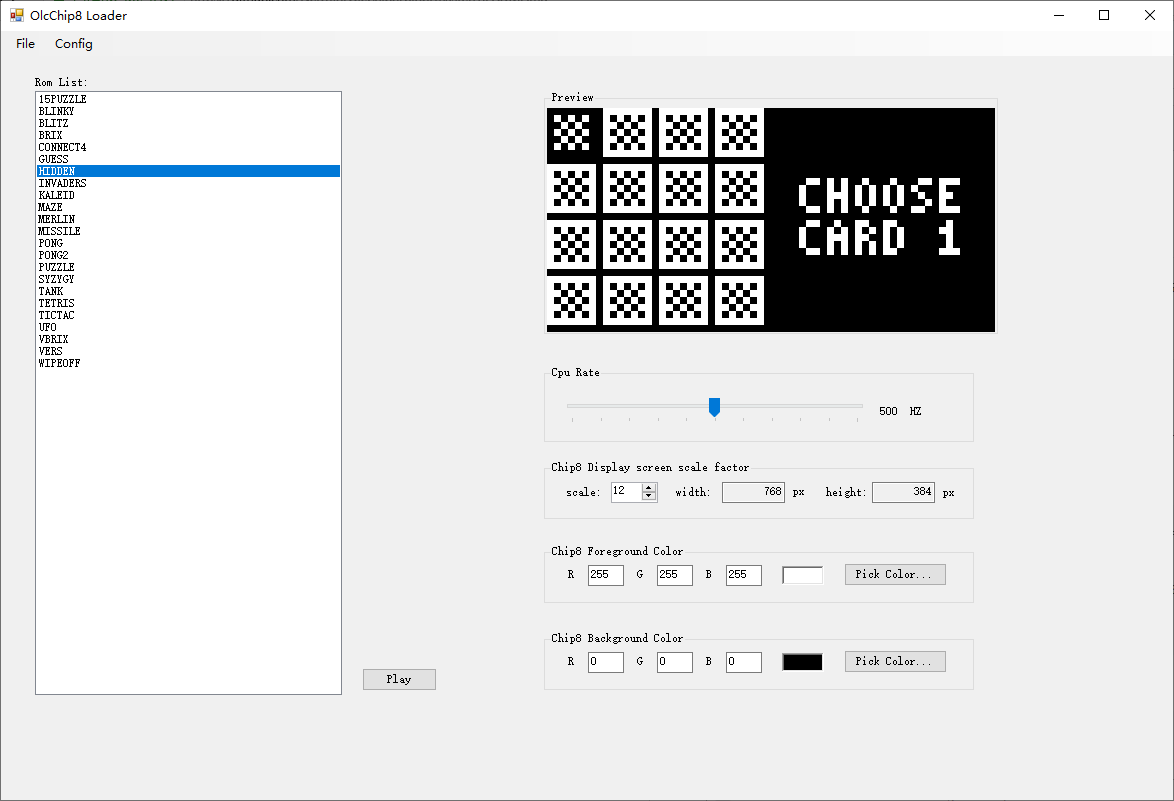 OlcChip8 Loader
File Config
Rom List:
15PUZZLE
BLINKY
BLITZ
BRIX
CONNECT4
GUESS
HIDDEN
INVADERS
KALEID
MAZE
MERLIN
MISSILE
PONG
PONG2
PUZZLE
SYZYGY
TANK
TETRIS
TICTAC
UFO
VBRIX
VERS
WIPEOFF
Play
Preview
CHOOSE
CARD 1
Cpu Rate
500 HZ
Chip8 Display screen scale factor
scale: 12 width: 768 px height: 384 px
Chip8 Foreground Color
R 255 G 255 B 255 Pick Color...
Chip8 Background Color
R 0 G 0 B 0 Pick Color...